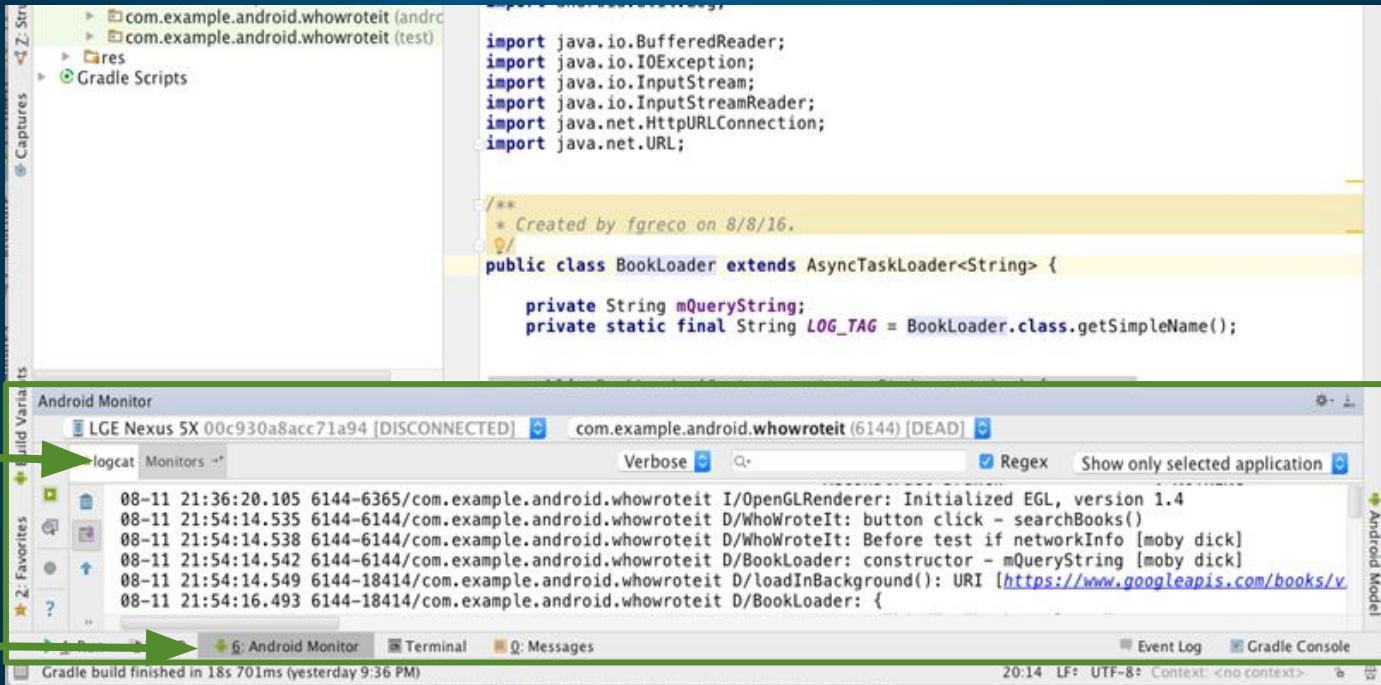 Z: Stru
Captures
com.example.android.whowroteit (andro
com.example.android.whowroteit (test)
res
Gradle Scripts
import java.io.BufferedReader;
import java.io.IOException;
import java.io.InputStream;
import java.io.InputStreamReader;
import java.net.HttpURLConnection;
import java.net.URL;
/**
* Created by fgreco on 8/8/16.
*/
public class BookLoader extends AsyncTaskLoader<String> {
private String mQueryString;
private static final String LOG_TAG = BookLoader.class.getSimpleName();
Build Variants
2: Favorites
Android Monitor
LGE Nexus 5X 00c930a8acc71a94 [DISCONNECTED] com.example.android.whowroteit (6144) [DEAD]
logcat Monitors →* Verbose Regex Show only selected application
08-11 21:36:20.105 6144-6365/com.example.android.whowroteit I/OpenGLRenderer: Initialized EGL, version 1.4
08-11 21:54:14.535 6144-6144/com.example.android.whowroteit D/WhoWroteIt: button click - searchBooks()
08-11 21:54:14.538 6144-6144/com.example.android.whowroteit D/WhoWroteIt: Before test if networkInfo [moby dick]
08-11 21:54:14.542 6144-6144/com.example.android.whowroteit D/BookLoader: constructor - mQueryString [moby dick]
08-11 21:54:14.549 6144-18414/com.example.android.whowroteit D/loadInBackground(): URI [https://www.googleapis.com/books/v
08-11 21:54:16.493 6144-18414/com.example.android.whowroteit D/BookLoader: {
Android Model
6: Android Monitor Terminal 0: Messages Event Log Gradle Console
Gradle build finished in 18s 701ms (yesterday 9:36 PM) 20:14 LF÷ UTF-8÷ Context: <no context>